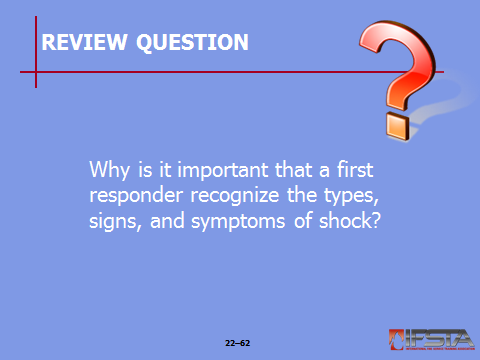 REVIEW QUESTION
Why is it important that a first
responder recognize the types,
signs, and symptoms of shock?
22–62
IFSTA